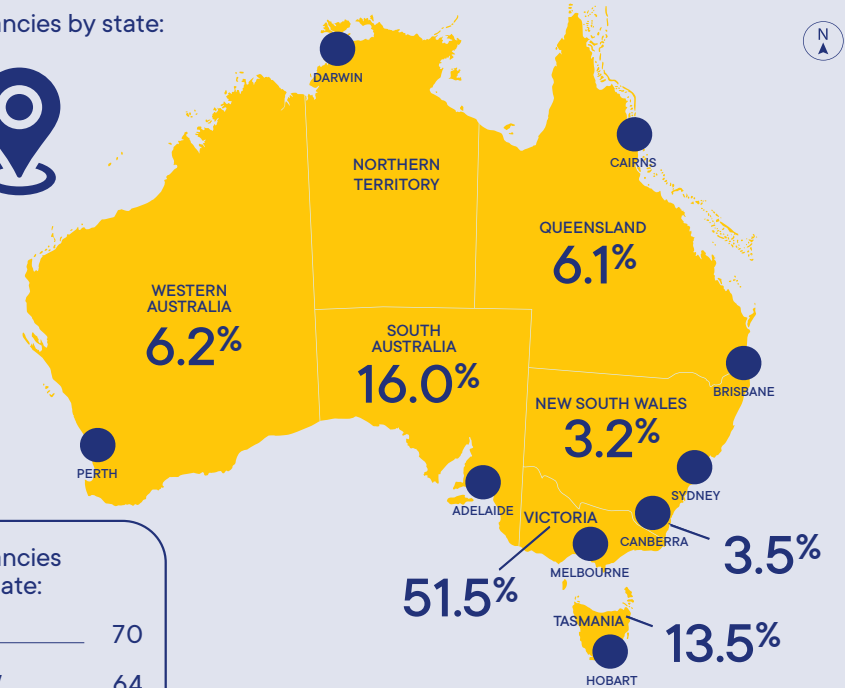 ancies by state:
N
DARWIN
CAIRNS
NORTHERN
TERRITORY
QUEENSLAND
6.1%
WESTERN
AUSTRALIA
6.2%
SOUTH
AUSTRALIA
16.0%
BRISBANE
NEW SOUTH WALES
3.2%
PERTH
SYDNEY
ADELAIDE
VICTORIA
CANBERRA
3.5%
MELBOURNE
51.5%
TASMANIA
13.5%
HOBART
ancies
ate:
70
64